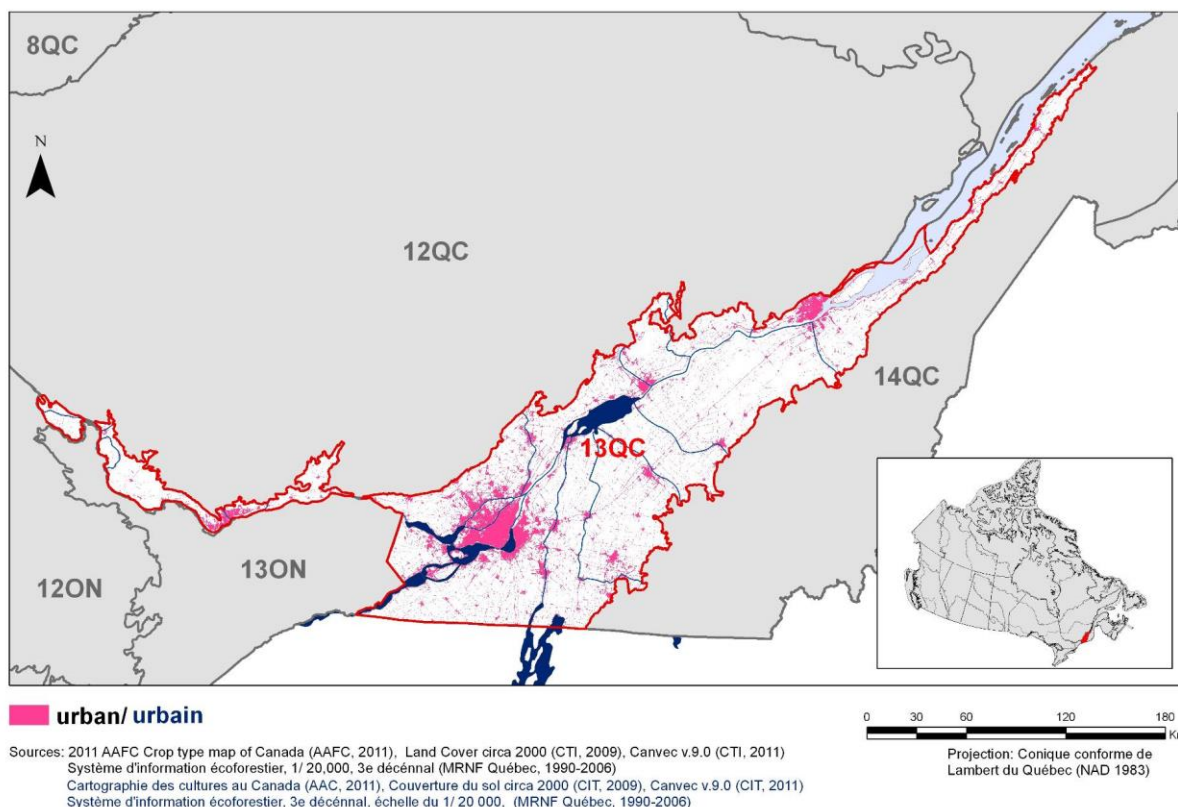 8QC
N
12QC
14QC
13QC
13ON
12ON
urban/ urbain
0 30 60 120 180
Sources: 2011 AAFC Crop type map of Canada (AAFC, 2011), Land Cover circa 2000 (CTI, 2009), Canvec v.9.0 (CTI, 2011)
Système d'information écoforestier, 1/ 20,000, 3e décénnal (MRNF Québec, 1990-2006)
Cartographie des cultures au Canada (AAC, 2011), Couverture du sol circa 2000 (CIT, 2009), Canvec v.9.0 (CIT, 2011)
Système d'information écoforestier, 3e décénnal, échelle du 1/ 20 000, (MRNF Québec, 1990-2006)
Projection: Conique conforme de
Lambert du Québec (NAD 1983)